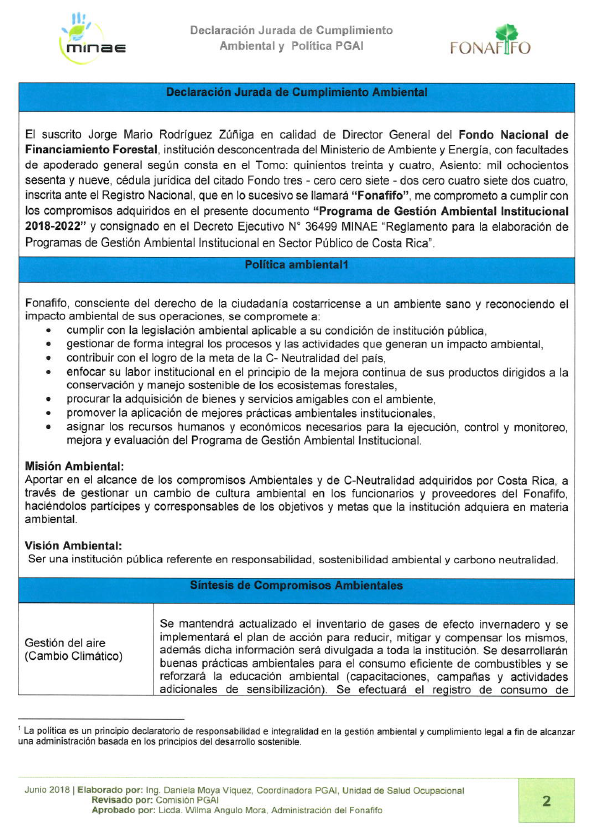 minae
Declaración Jurada de Cumplimiento
Ambiental y Política PGAI
FONAFIFO
Declaración Jurada de Cumplimiento Ambiental
El suscrito Jorge Mario Rodríguez Zúñiga en calidad de Director General del Fondo Nacional de
Financiamiento Forestal, institución desconcentrada del Ministerio de Ambiente y Energía, con facultades
de apoderado general según consta en el Tomo: quinientos treinta y cuatro, Asiento: mil ochocientos
sesenta y nueve, cédula jurídica del citado Fondo tres - cero cero siete - dos cero cuatro siete dos cuatro,
inscrita ante el Registro Nacional, que en lo sucesivo se llamará "Fonafifo", me comprometo a cumplir con
los compromisos adquiridos en el presente documento "Programa de Gestión Ambiental Institucional
2018-2022" y consignado en el Decreto Ejecutivo N° 36499 MINAE "Reglamento para la elaboración de
Programas de Gestión Ambiental Institucional en Sector Público de Costa Rica".
Política ambiental1
Fonafifo, consciente del derecho de la ciudadanía costarricense a un ambiente sano y reconociendo el
impacto ambiental de sus operaciones, se compromete a:
• cumplir con la legislación ambiental aplicable a su condición de institución pública,
• gestionar de forma integral los procesos y las actividades que generan un impacto ambiental,
• contribuir con el logro de la meta de la C- Neutralidad del país,
• enfocar su labor institucional en el principio de la mejora continua de sus productos dirigidos a la
conservación y manejo sostenible de los ecosistemas forestales,
• procurar la adquisición de bienes y servicios amigables con el ambiente,
• promover la aplicación de mejores prácticas ambientales institucionales,
• asignar los recursos humanos y económicos necesarios para la ejecución, control y monitoreo,
mejora y evaluación del Programa de Gestión Ambiental Institucional.
Misión Ambiental:
Aportar en el alcance de los compromisos Ambientales y de C-Neutralidad adquiridos por Costa Rica, a
través de gestionar un cambio de cultura ambiental en los funcionarios y proveedores del Fonafifo,
haciéndolos partícipes y corresponsables de los objetivos y metas que la institución adquiera en materia
ambiental.
Visión Ambiental:
Ser una institución pública referente en responsabilidad, sostenibilidad ambiental y carbono neutralidad.
Síntesis de Compromisos Ambientales
Gestión del aire
(Cambio Climático)
Se mantendrá actualizado el inventario de gases de efecto invernadero y se
implementará el plan de acción para reducir, mitigar y compensar los mismos,
además dicha información será divulgada a toda la institución. Se desarrollarán
buenas prácticas ambientales para el consumo eficiente de combustibles y se
reforzará la educación ambiental (capacitaciones, campañas y actividades
adicionales de sensibilización). Se efectuará el registro de consumo de
1 La política es un principio declaratorio de responsabilidad e integralidad en la gestión ambiental y cumplimiento legal a fin de alcanzar
una administración basada en los principios del desarrollo sostenible.
Junio 2018 | Elaborado por: Ing. Daniela Moya Víquez, Coordinadora PGAI, Unidad de Salud Ocupacional
Revisado por: Comisión PGAI
Aprobado por: Licda. Wilma Angulo Mora, Administración del Fonafifo
2